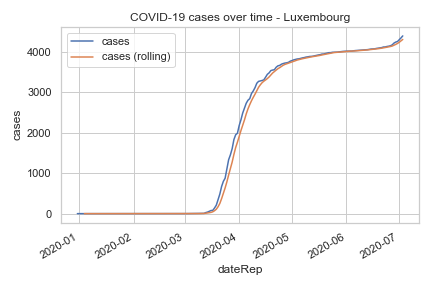 COVID-19 cases over time - Luxembourg
cases
cases (rolling)
4000
3000
2000
1000
0
cases
2020-01
2020-02
2020-03
2020-04
2020-05
2020-06
2020-07
dateRep